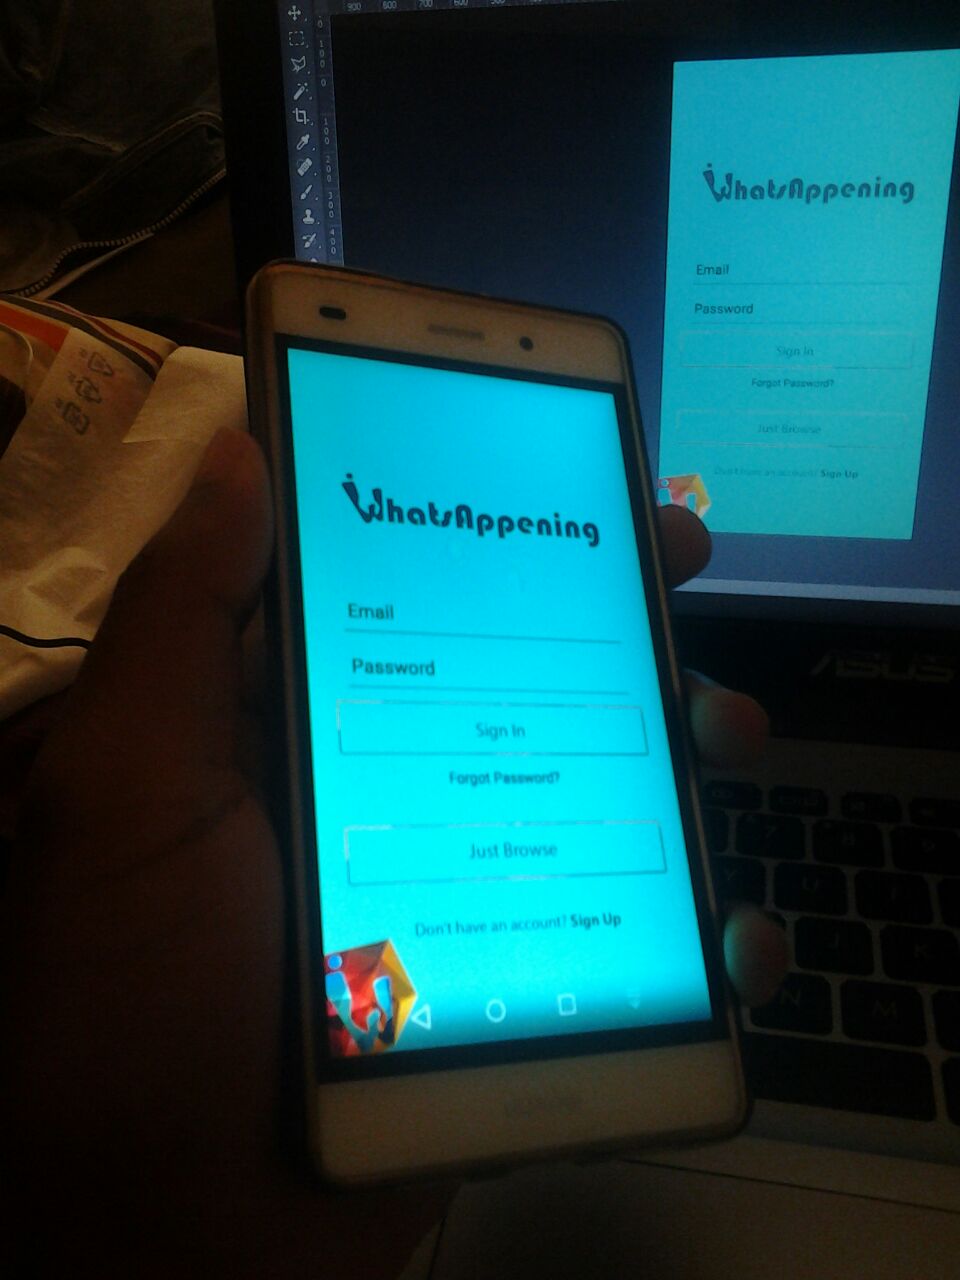 WhatsAppening
Email
Password
Sign In
Forgot Password?
Just Browse
Don't have an account? Sign Up
WhatsAppening
Email
Password
Sign In
Forgot Password?
Just Browse
Don't have an account? Sign Up
ASUS